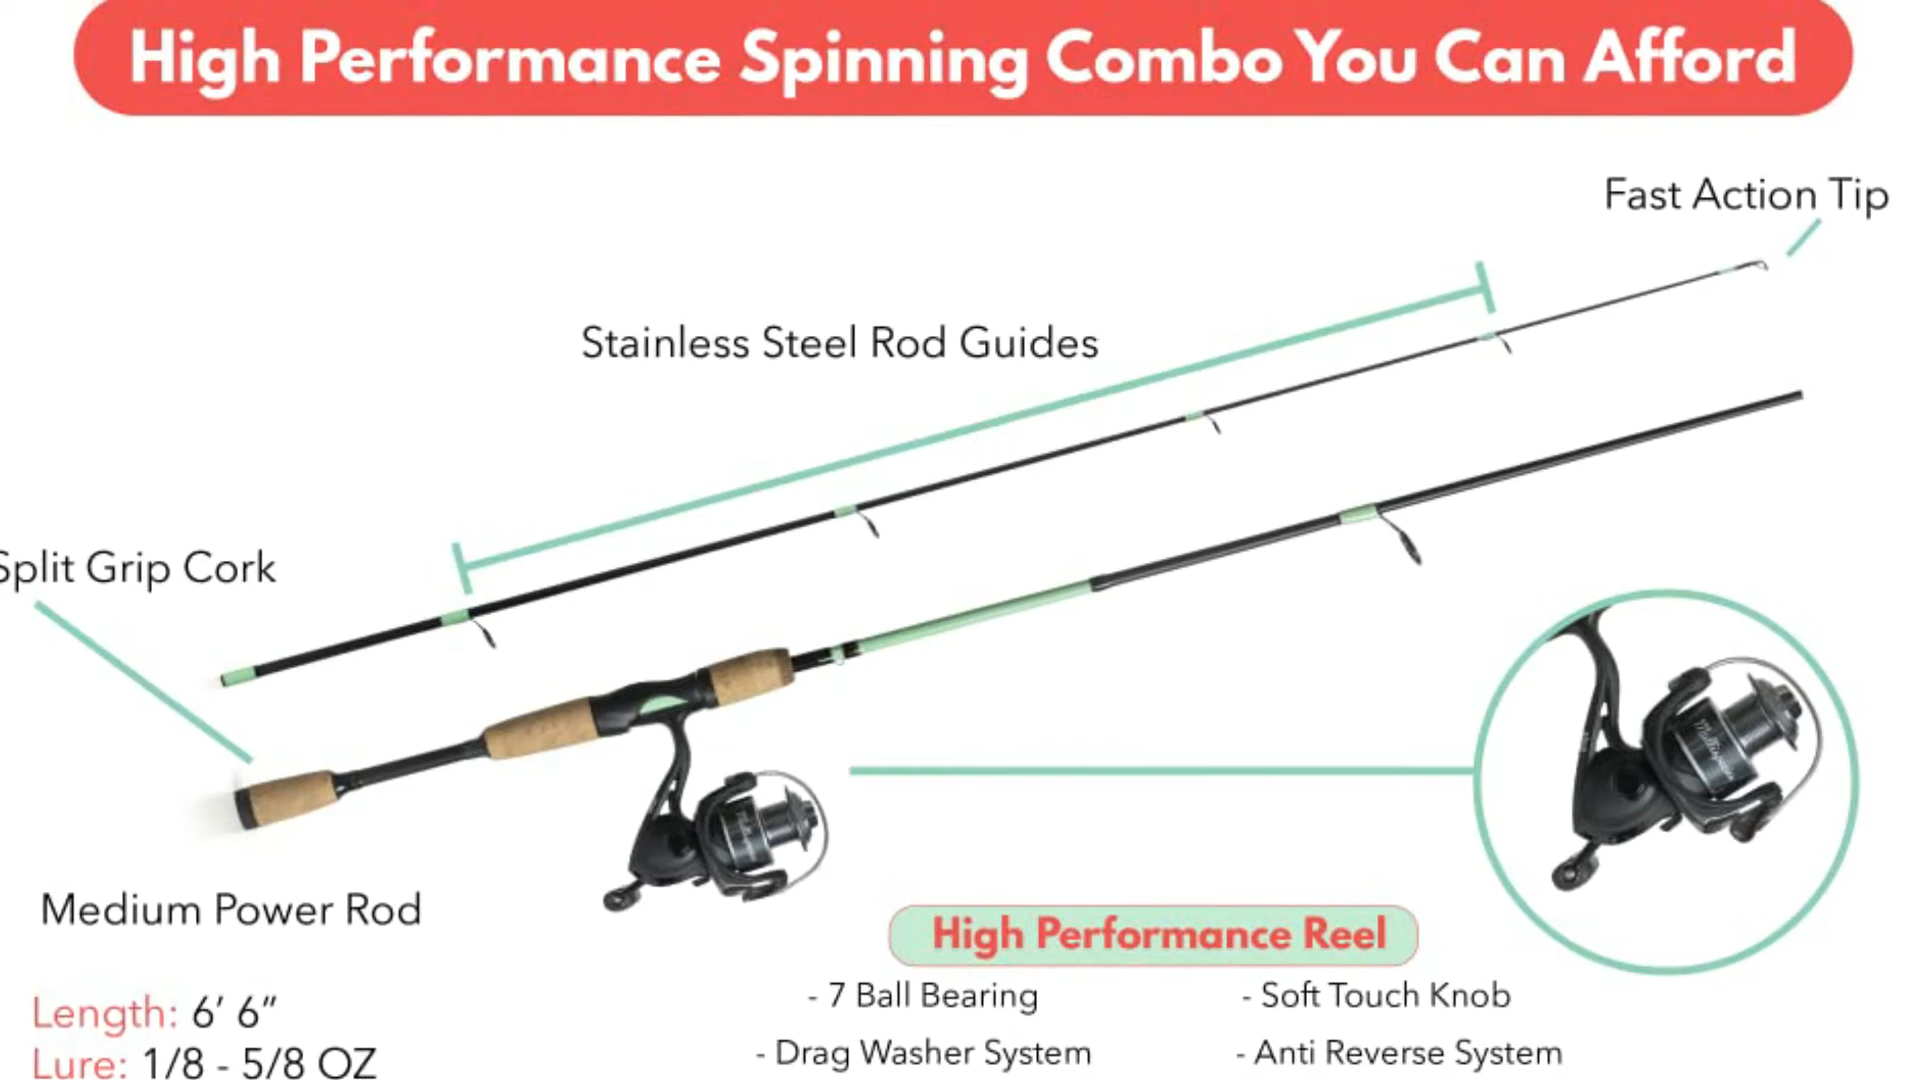 High Performance Spinning Combo You Can Afford
Fast Action Tip
Stainless Steel Rod Guides
Split Grip Cork
Medium Power Rod
Length: 6’ 6”
Lure: 1/8 - 5/8 OZ
High Performance Reel
- 7 Ball Bearing
- Soft Touch Knob
- Drag Washer System
- Anti Reverse System